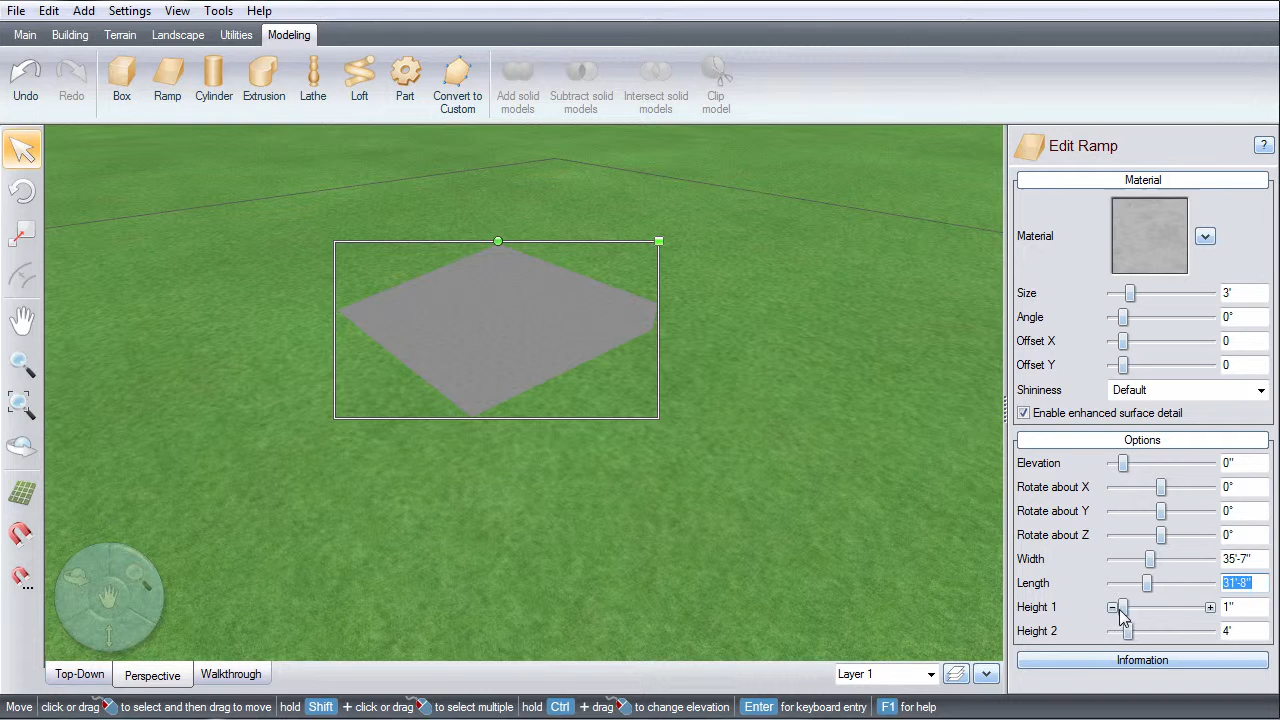 File Edit Add Settings View Tools Help
Main Building Terrain Landscape Utilities Modeling
Undo Redo Box Ramp Cylinder Extrusion Lathe Loft Part Convert to Custom Add solid models Subtract solid models Intersect solid models Clip model
Edit Ramp ?
Material
Material
Size 3'
Angle 0°
Offset X 0
Offset Y 0
Shininess Default
Enable enhanced surface detail
Options
Elevation 0"
Rotate about X 0°
Rotate about Y 0°
Rotate about Z 0°
Width 35'-7"
Length 31'-8"
Height 1 1"
Height 2 4'
Information
Top-Down Perspective Walkthrough Layer 1
Move click or drag to select and then drag to move hold Shift + click or drag to select multiple hold Ctrl + drag to change elevation Enter for keyboard entry F1 for help